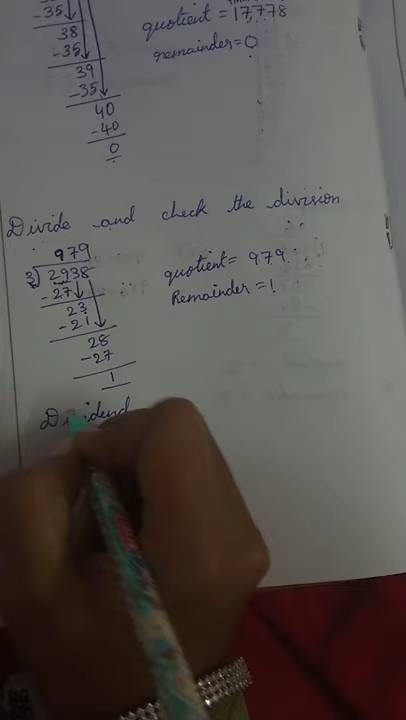 -35
38
-35
39
-35
40
-40
0
quotient = 17,778
remainder = 0
Divide and check the division
979
3) 2938
-27
23
-21
28
-27
1
quotient = 979
Remainder = 1
Dividend